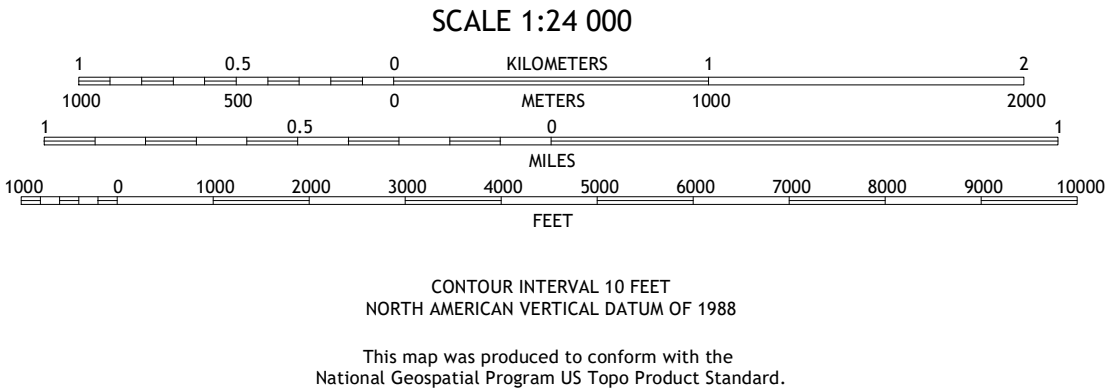 SCALE 1:24 000
1 0.5 0 KILOMETERS 1 2
1000 500 0 METERS 1000 2000
1 0.5 0 1
MILES
1000 0 1000 2000 3000 4000 5000 6000 7000 8000 9000 10000
FEET
CONTOUR INTERVAL 10 FEET
NORTH AMERICAN VERTICAL DATUM OF 1988
This map was produced to conform with the
National Geospatial Program US Topo Product Standard.